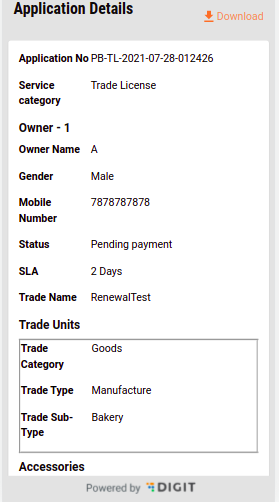 Application Details
Download
Application No PB-TL-2021-07-28-012426
Service category Trade License
Owner - 1
Owner Name A
Gender Male
Mobile Number 7878787878
Status Pending payment
SLA 2 Days
Trade Name RenewalTest
Trade Units
Trade Category Goods
Trade Type Manufacture
Trade Sub-Type Bakery
Accessories
Powered by DIGIT